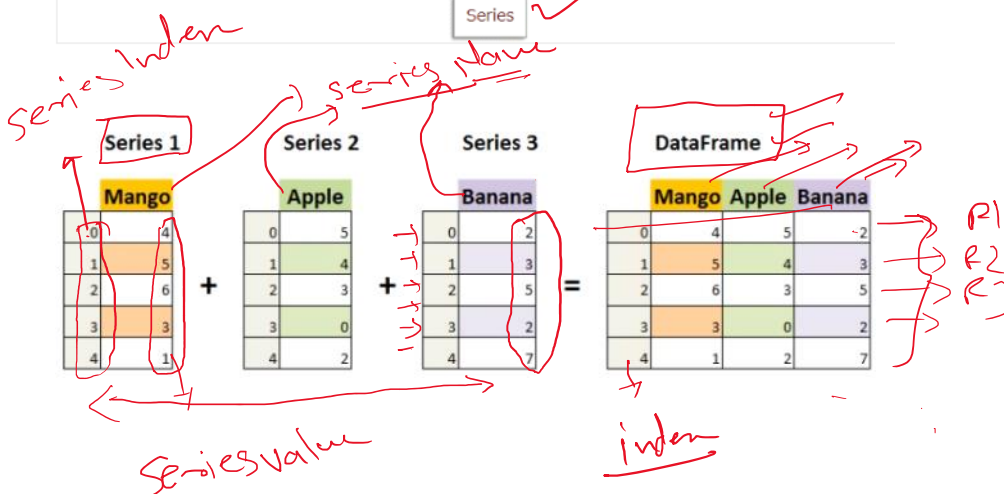 Series
series Index
series Name
Series 1 Series 2 Series 3 DataFrame
Mango Apple Banana Mango Apple Banana
0 4 0 5 0 2 0 4 5 2 R1
1 5 1 4 1 3 1 5 4 3 R2
2 6 + 2 3 + 2 5 = 2 6 3 5
3 3 3 0 3 2 3 3 0 2
4 1 4 2 4 7 4 1 2 7
Series value
index